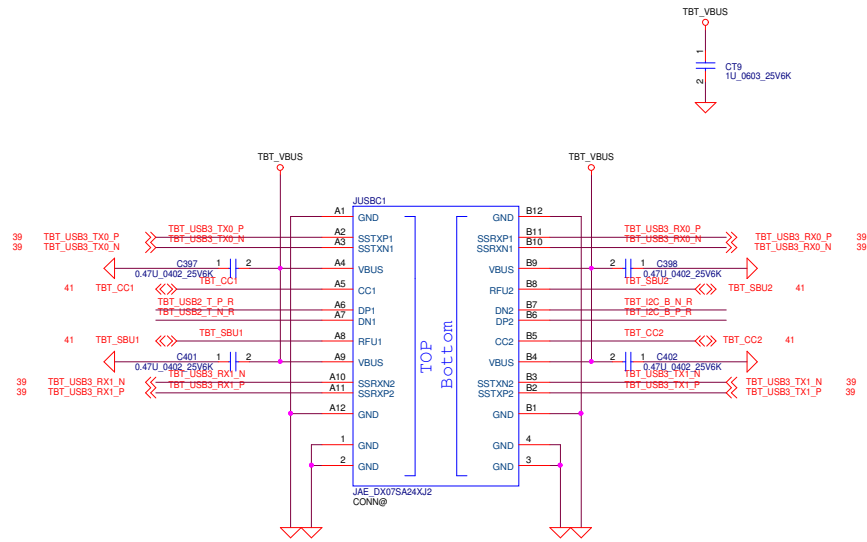 TBT_VBUS
1
CT9
1U_0603_25V6K
2
TBT_VBUS
TBT_VBUS
JUSBC1
A1 GND GND B12
39 TBT_USB3_TX0_P TBT_USB3_TX0_P A2 SSTXP1 SSRXP1 B11 TBT_USB3_RX0_P TBT_USB3_RX0_P 39
39 TBT_USB3_TX0_N TBT_USB3_TX0_N A3 SSTXN1 SSRXN1 B10 TBT_USB3_RX0_N TBT_USB3_RX0_N 39
C397 1 2 A4 VBUS VBUS B9 2 1 C398
0.47U_0402_25V6K 0.47U_0402_25V6K
41 TBT_CC1 TBT_CC1 A5 CC1 RFU2 B8 TBT_SBU2 TBT_SBU2 41
TBT_USB2_T_P_R A6 DP1 DN2 B7 TBT_I2C_B_N_R
TBT_USB2_T_N_R A7 DN1 DP2 B6 TBT_I2C_B_P_R
41 TBT_SBU1 TBT_SBU1 A8 RFU1 CC2 B5 TBT_CC2 TBT_CC2 41
C401 1 2 A9 VBUS VBUS B4 2 1 C402
0.47U_0402_25V6K 0.47U_0402_25V6K
39 TBT_USB3_RX1_N TBT_USB3_RX1_N A10 SSRXN2 SSTXN2 B3 TBT_USB3_TX1_N TBT_USB3_TX1_N 39
39 TBT_USB3_RX1_P TBT_USB3_RX1_P A11 SSRXP2 SSTXP2 B2 TBT_USB3_TX1_P TBT_USB3_TX1_P 39
A12 GND GND B1
1 GND GND 4
2 GND GND 3
TOP
Bottom
JAE_DX07SA24XJ2
CONN@